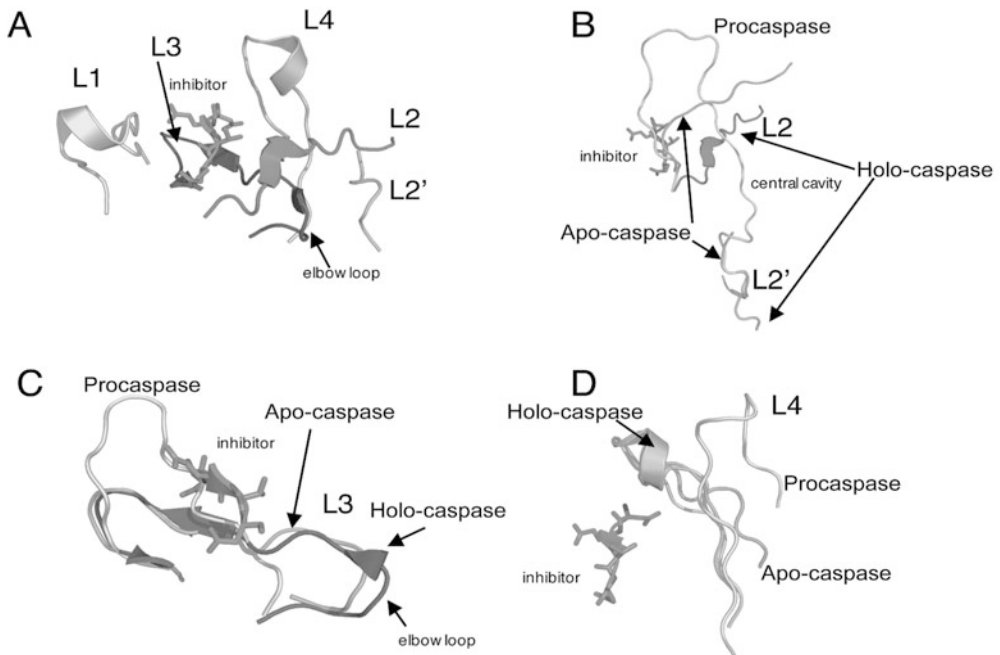 A
L4
L3
inhibitor
L1
L2
L2'
elbow loop
B
Procaspase
L2
inhibitor
Holo-caspase
central cavity
Apo-caspase
L2'
C
Procaspase
Apo-caspase
inhibitor
L3
Holo-caspase
elbow loop
D
L4
Holo-caspase
Procaspase
inhibitor
Apo-caspase